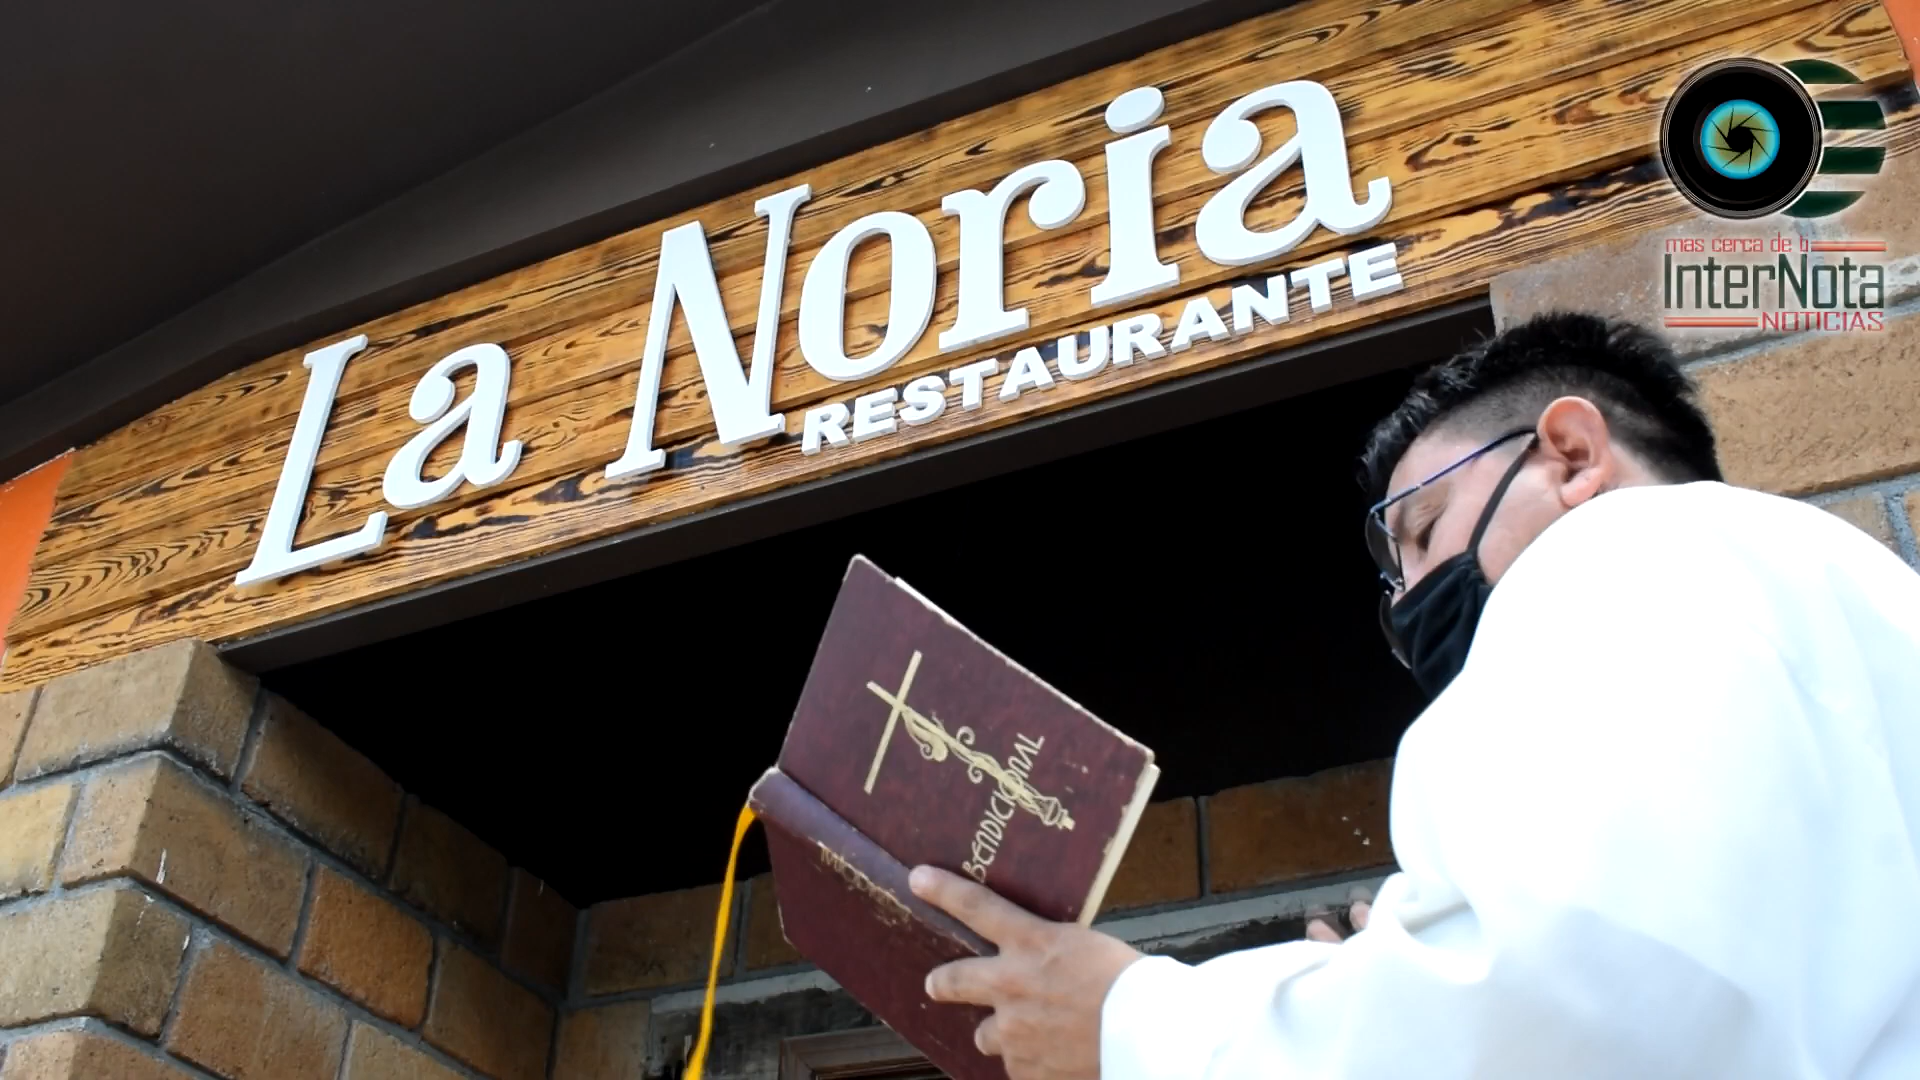 La Noria
RESTAURANTE
mas cerca de ti
InterNota
NOTICIAS
BENDICIONAL